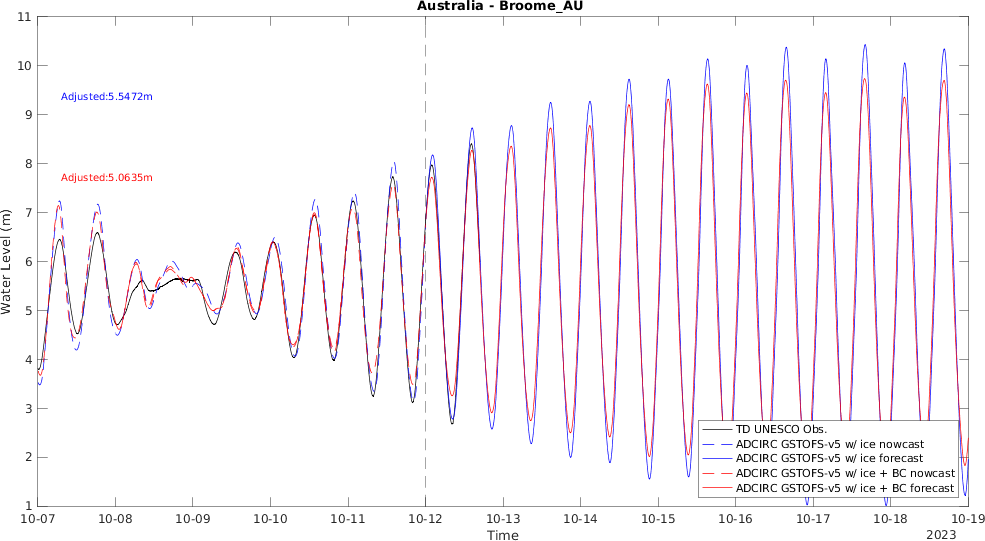 Australia - Broome_AU
Water Level (m)
11
10
9
8
7
6
5
4
3
2
1
Adjusted:5.5472m
Adjusted:5.0635m
TD UNESCO Obs.
ADCIRC GSTOFS-v5 w/ ice nowcast
ADCIRC GSTOFS-v5 w/ ice forecast
ADCIRC GSTOFS-v5 w/ ice + BC nowcast
ADCIRC GSTOFS-v5 w/ ice + BC forecast
10-07 10-08 10-09 10-10 10-11 10-12 10-13 10-14 10-15 10-16 10-17 10-18 10-19
Time
2023